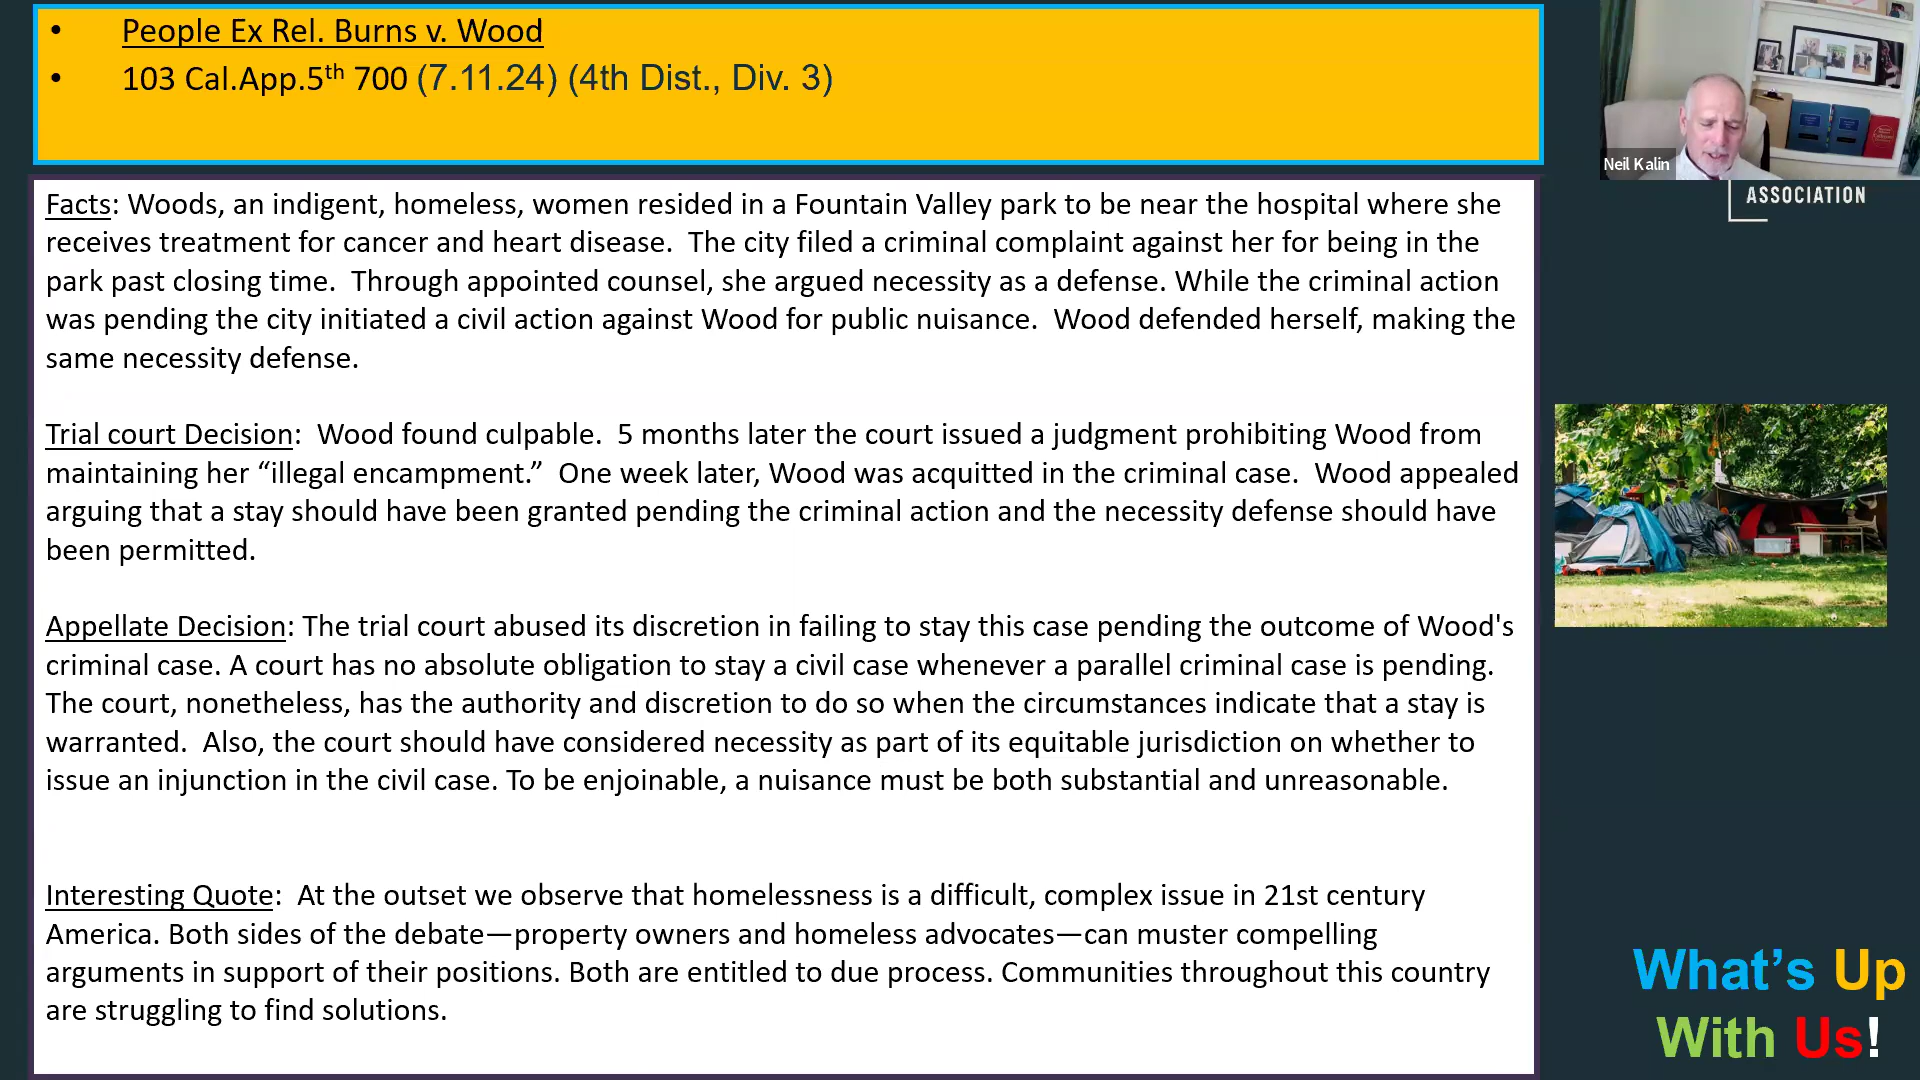 • People Ex Rel. Burns v. Wood
• 103 Cal.App.5th 700 (7.11.24) (4th Dist., Div. 3)
Neil Kalin
ASSOCIATION
Facts: Woods, an indigent, homeless, women resided in a Fountain Valley park to be near the hospital where she
receives treatment for cancer and heart disease.  The city filed a criminal complaint against her for being in the
park past closing time.  Through appointed counsel, she argued necessity as a defense. While the criminal action
was pending the city initiated a civil action against Wood for public nuisance.  Wood defended herself, making the
same necessity defense.
Trial court Decision:  Wood found culpable.  5 months later the court issued a judgment prohibiting Wood from
maintaining her “illegal encampment.”  One week later, Wood was acquitted in the criminal case.  Wood appealed
arguing that a stay should have been granted pending the criminal action and the necessity defense should have
been permitted.
Appellate Decision: The trial court abused its discretion in failing to stay this case pending the outcome of Wood's
criminal case. A court has no absolute obligation to stay a civil case whenever a parallel criminal case is pending.
The court, nonetheless, has the authority and discretion to do so when the circumstances indicate that a stay is
warranted.  Also, the court should have considered necessity as part of its equitable jurisdiction on whether to
issue an injunction in the civil case. To be enjoinable, a nuisance must be both substantial and unreasonable.
Interesting Quote:  At the outset we observe that homelessness is a difficult, complex issue in 21st century
America. Both sides of the debate—property owners and homeless advocates—can muster compelling
arguments in support of their positions. Both are entitled to due process. Communities throughout this country
are struggling to find solutions.
What’s Up
With Us!